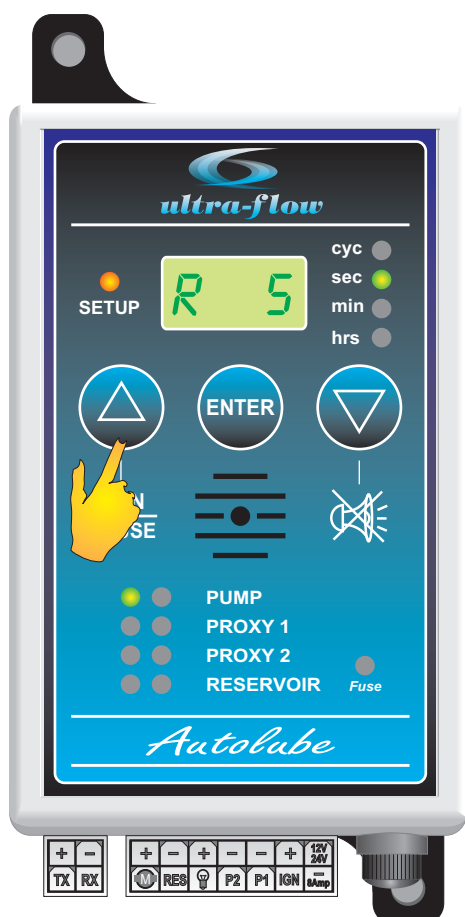 ultra-flow
cyc
sec
min
hrs
SETUP
R 5
ENTER
PUMP
PROXY 1
PROXY 2
RESERVOIR
Fuse
Autolube
+ - + - + - - + 12V 24V
TX RX M RES P2 P1 IGN - 8Amp